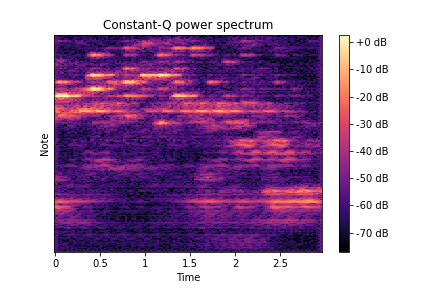 Constant-Q power spectrum
Note
+0 dB
-10 dB
-20 dB
-30 dB
-40 dB
-50 dB
-60 dB
-70 dB
0
0.5
1
1.5
2
2.5
Time